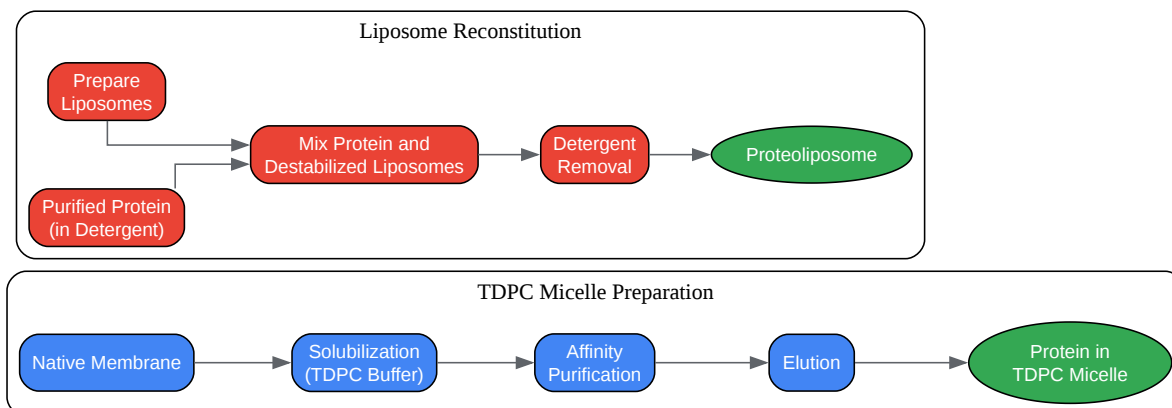 Liposome Reconstitution
Prepare
Liposomes
Purified Protein
(in Detergent)
Mix Protein and
Destabilized Liposomes
Detergent
Removal
Proteoliposome
TDPC Micelle Preparation
Native Membrane
Solubilization
(TDPC Buffer)
Affinity
Purification
Elution
Protein in
TDPC Micelle